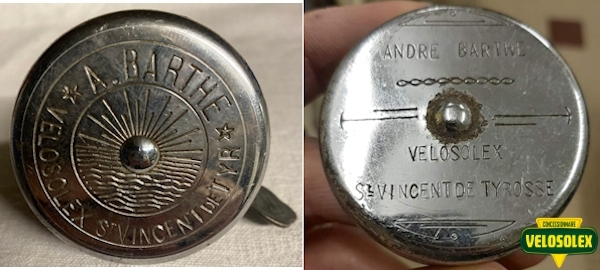 ★ A. BARTHE ★
VELOSOLEX ST VINCENT DE TYR
ANDRE BARTHE
VELOSOLEX
ST VINCENT DE TYROSSE
CONCESSIONNAIRE
VELOSOLEX